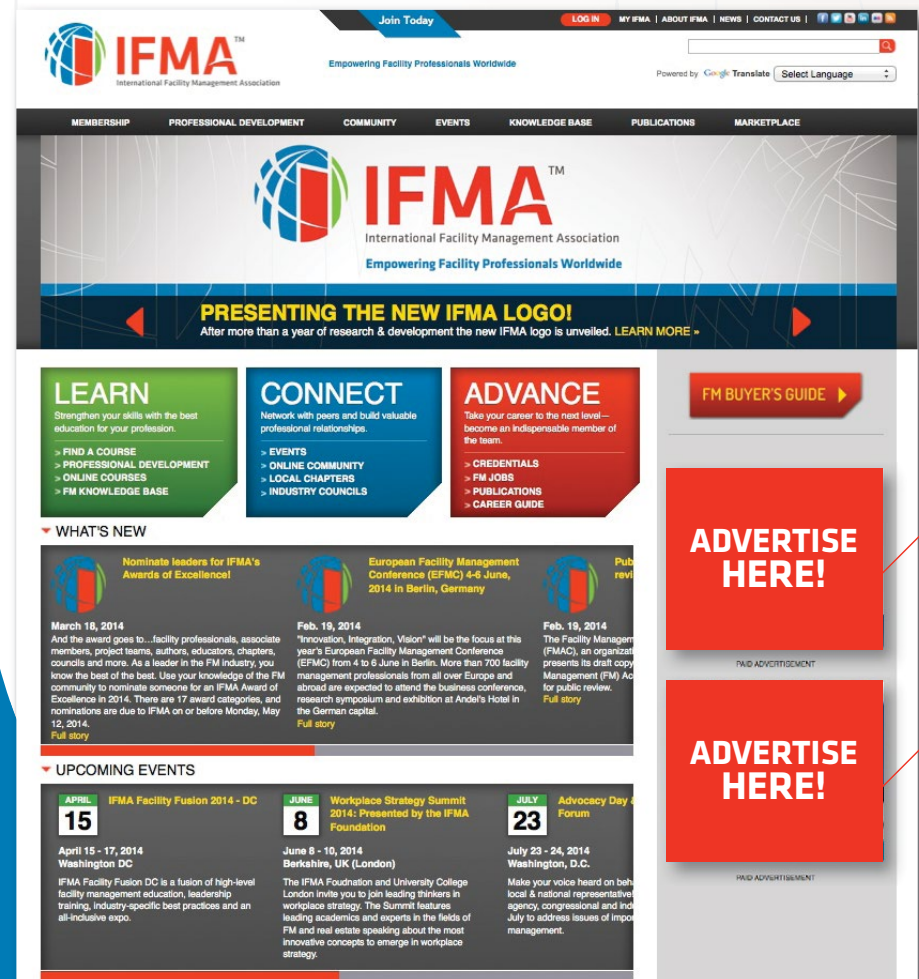 Join Today
LOG IN MY IFMA | ABOUT IFMA | NEWS | CONTACT US |
IFMA™
International Facility Management Association
Empowering Facility Professionals Worldwide
Powered by Google Translate Select Language
MEMBERSHIP PROFESSIONAL DEVELOPMENT COMMUNITY EVENTS KNOWLEDGE BASE PUBLICATIONS MARKETPLACE
IFMA™
International Facility Management Association
Empowering Facility Professionals Worldwide
PRESENTING THE NEW IFMA LOGO!
After more than a year of research & development the new IFMA logo is unveiled. LEARN MORE »
LEARN
Strengthen your skills with the best
education for your profession.
> FIND A COURSE
> PROFESSIONAL DEVELOPMENT
> ONLINE COURSES
> FM KNOWLEDGE BASE
CONNECT
Network with peers and build valuable
professional relationships.
> EVENTS
> ONLINE COMMUNITY
> LOCAL CHAPTERS
> INDUSTRY COUNCILS
ADVANCE
Take your career to the next level—
become an indispensable member of
the team.
> CREDENTIALS
> FM JOBS
> PUBLICATIONS
> CAREER GUIDE
FM BUYER'S GUIDE
ADVERTISE
HERE!
PAID ADVERTISEMENT
ADVERTISE
HERE!
PAID ADVERTISEMENT
WHAT'S NEW
Nominate leaders for IFMA's
Awards of Excellence!
March 18, 2014
And the award goes to…facility professionals, associate
members, project teams, authors, educators, chapters,
councils and more. As a leader in the FM industry, you
know the best of the best. Use your knowledge of the FM
community to nominate someone for an IFMA Award of
Excellence in 2014. There are 17 award categories, and
nominations are due to IFMA on or before Monday, May
12, 2014.
Full story
European Facility Management
Conference (EFMC) 4-6 June,
2014 in Berlin, Germany
Feb. 19, 2014
"Innovation, Integration, Vision" will be the focus at this
year's European Facility Management Conference
(EFMC) from 4 to 6 June in Berlin. More than 700 facility
management professionals from all over Europe and
abroad are expected to attend the business conference,
research symposium and exhibition at Andel's Hotel in
the German capital.
Full story
Pub
revi
Feb. 19, 2014
The Facility Managem
(FMAC), an organizati
presents its draft copy
Management (FM) Ac
for public review.
Full story
UPCOMING EVENTS
APRIL
15
IFMA Facility Fusion 2014 - DC
April 15 - 17, 2014
Washington DC
IFMA Facility Fusion DC is a fusion of high-level
facility management education, leadership
training, industry-specific best practices and an
all-inclusive expo.
JUNE
8
Workplace Strategy Summit
2014: Presented by the IFMA
Foundation
June 8 - 10, 2014
Berkshire, UK (London)
The IFMA Foudnation and University College
London invite you to join leading thinkers in
workplace strategy. The Summit features
leading academics and experts in the fields of
FM and real estate speaking about the most
innovative concepts to emerge in workplace
strategy.
JULY
23
Advocacy Day &
Forum
July 23 - 24, 2014
Washington, D.C.
Make your voice heard on beh
local & national representative
agency, congressional and ind
July to address issues of impo
management.